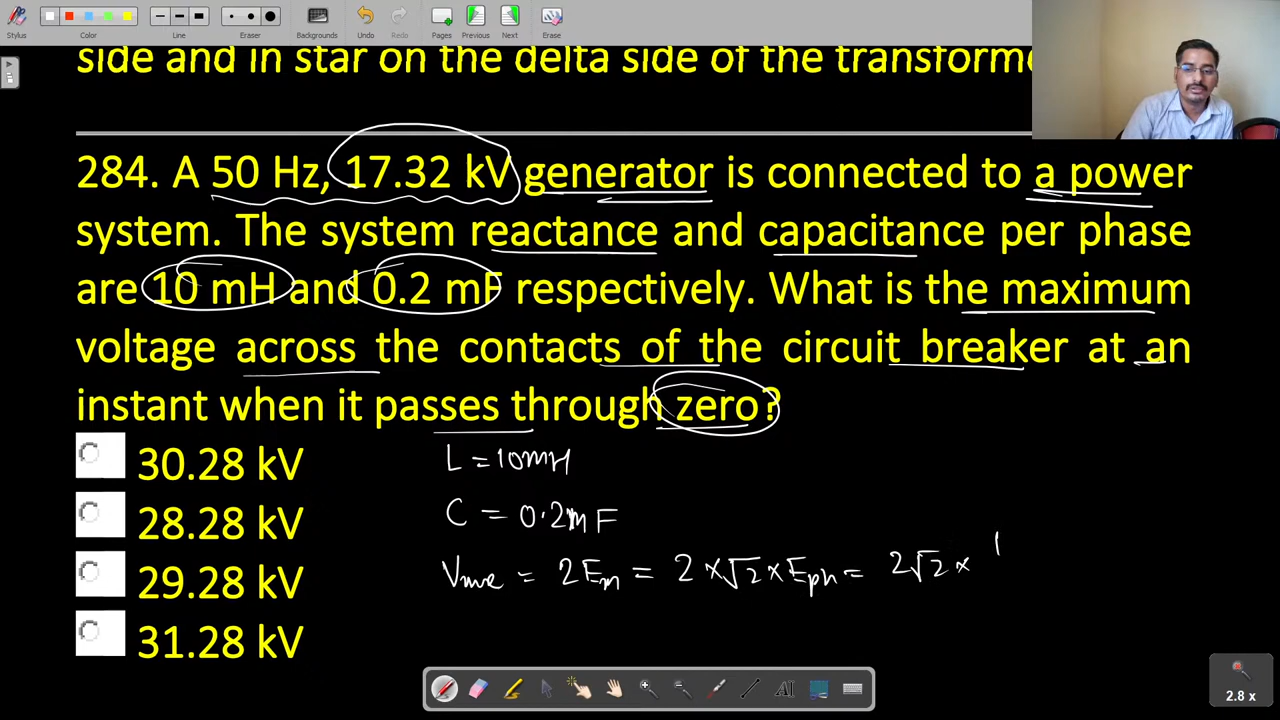 Stylus Color Line Eraser Backgrounds Undo Redo Pages Previous Next Erase
side and in star on the delta side of the transforme
284. A 50 Hz, 17.32 kV generator is connected to a power
system. The system reactance and capacitance per phase
are 10 mH and 0.2 mF respectively. What is the maximum
voltage across the contacts of the circuit breaker at an
instant when it passes through zero?
30.28 kV
28.28 kV
29.28 kV
31.28 kV
L = 10mH
C = 0.2mF
= 2Em = 2 × √2 × Eph = 2√2 ×
2.8 x